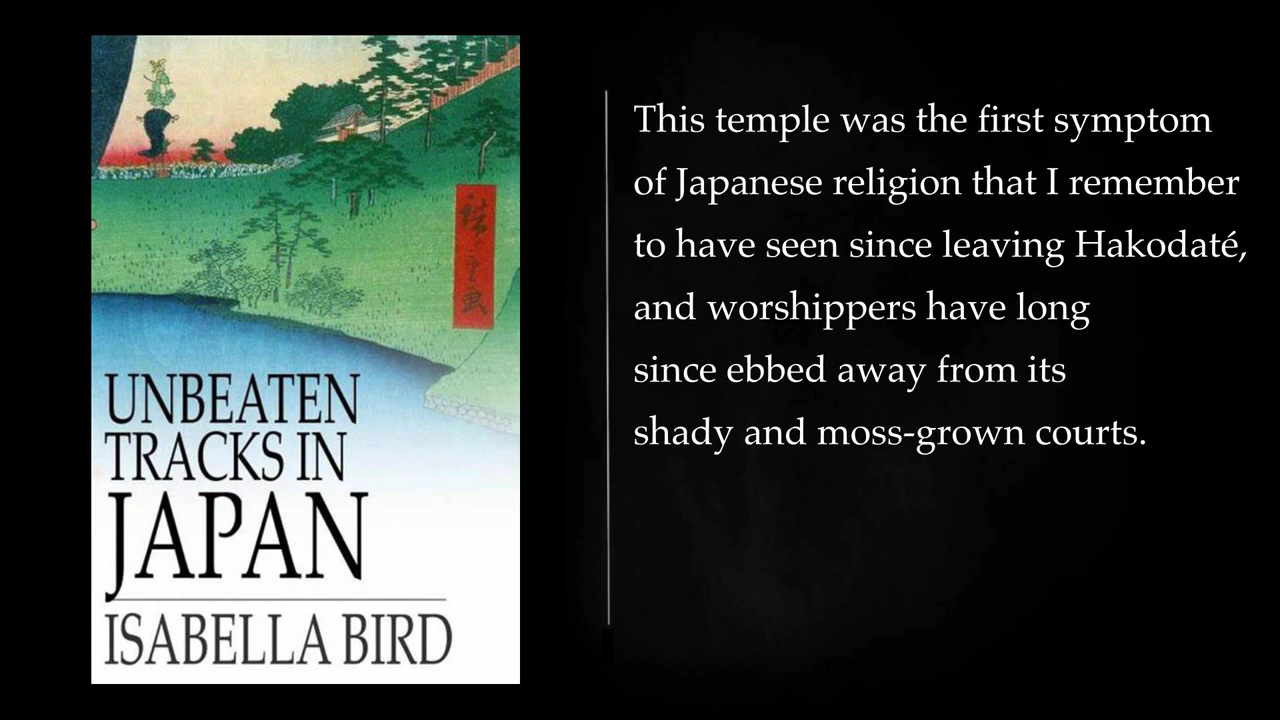 UNBEATEN
TRACKS IN
JAPAN
ISABELLA BIRD
This temple was the first symptom
of Japanese religion that I remember
to have seen since leaving Hakodaté,
and worshippers have long
since ebbed away from its
shady and moss-grown courts.